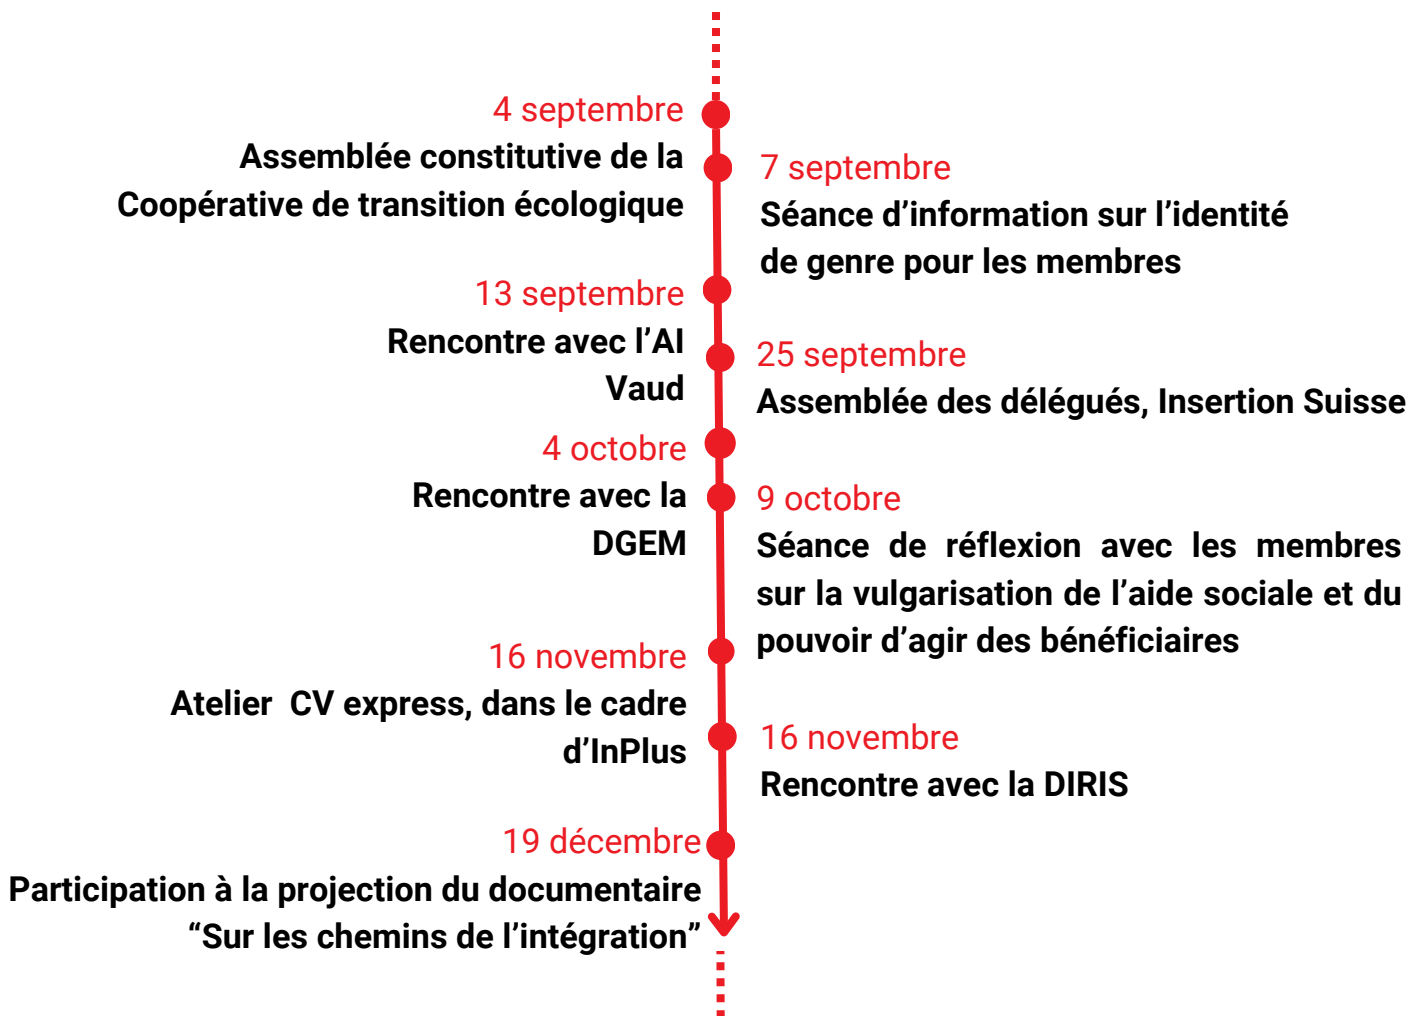 4 septembre
Assemblée constitutive de la
Coopérative de transition écologique
7 septembre
Séance d’information sur l’identité
de genre pour les membres
13 septembre
Rencontre avec l’AI
Vaud
25 septembre
Assemblée des délégués, Insertion Suisse
4 octobre
Rencontre avec la
DGEM
9 octobre
Séance de réflexion avec les membres
sur la vulgarisation de l’aide sociale et du
pouvoir d’agir des bénéficiaires
16 novembre
Atelier CV express, dans le cadre
d’InPlus
16 novembre
Rencontre avec la DIRIS
19 décembre
Participation à la projection du documentaire
“Sur les chemins de l’intégration”